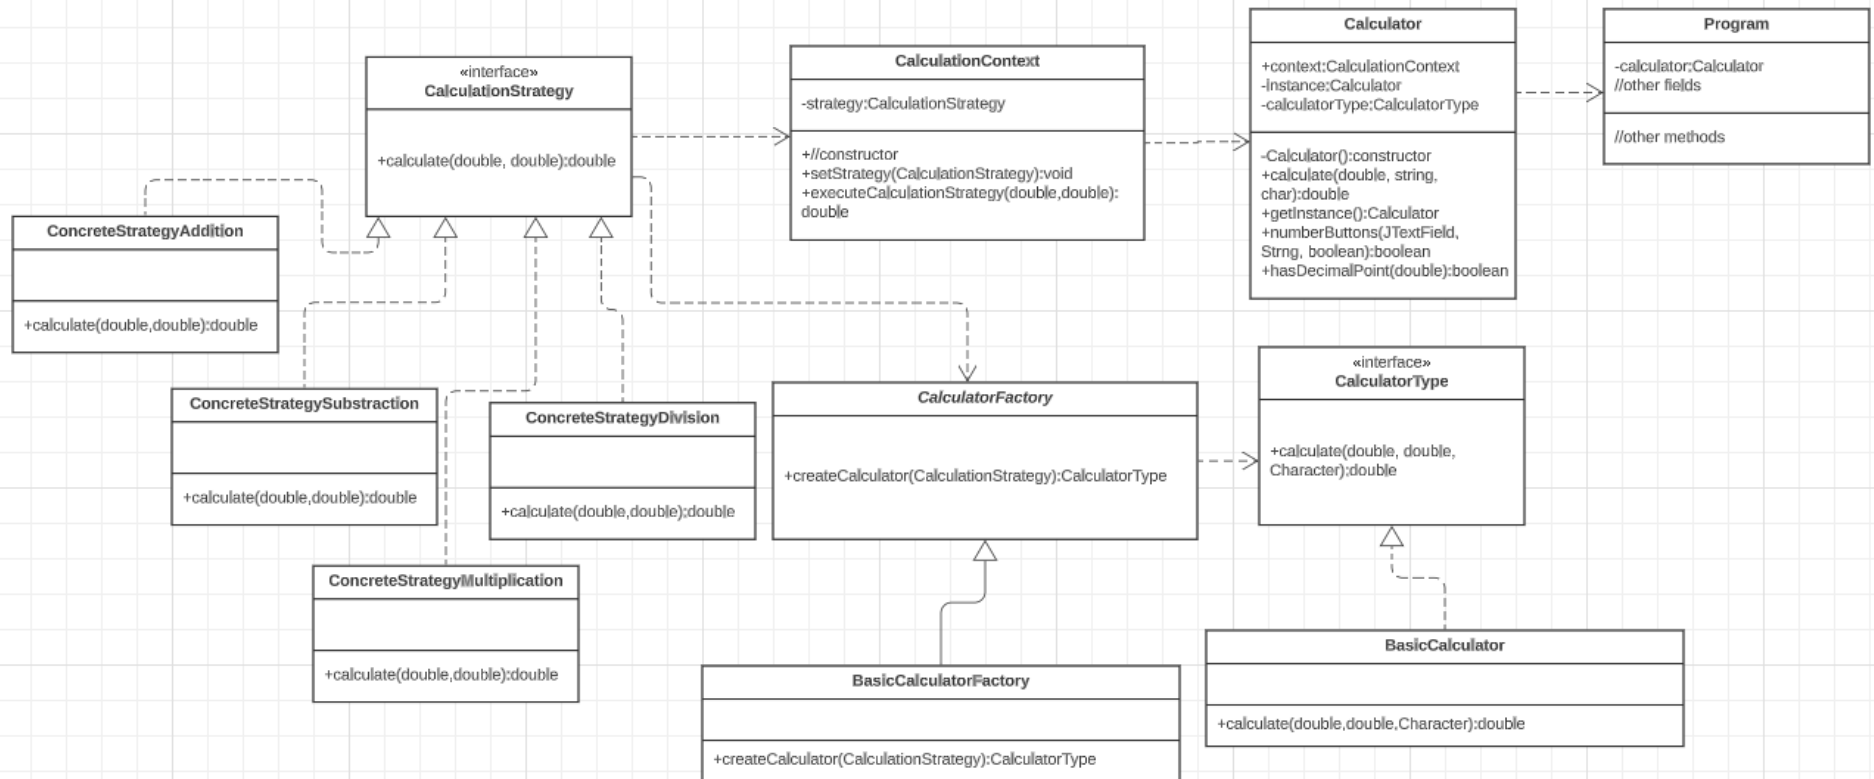 «interface»
CalculationStrategy
+calculate(double, double):double
CalculationContext
-strategy:CalculationStrategy
+//constructor
+setStrategy(CalculationStrategy):void
+executeCalculationStrategy(double,double):
double
Calculator
+context:CalculationContext
-instance:Calculator
-calculatorType:CalculatorType
-Calculator():constructor
+calculate(double, string,
char):double
+getInstance():Calculator
+numberButtons(JTextField,
Strng, boolean):boolean
+hasDecimalPoint(double):boolean
Program
-calculator:Calculator
//other fields
//other methods
ConcreteStrategyAddition
+calculate(double,double):double
ConcreteStrategySubstraction
+calculate(double,double):double
ConcreteStrategyDivision
+calculate(double,double):double
ConcreteStrategyMultiplication
+calculate(double,double):double
CalculatorFactory
+createCalculator(CalculationStrategy):CalculatorType
«interface»
CalculatorType
+calculate(double, double,
Character):double
BasicCalculatorFactory
+createCalculator(CalculationStrategy):CalculatorType
BasicCalculator
+calculate(double,double,Character):double